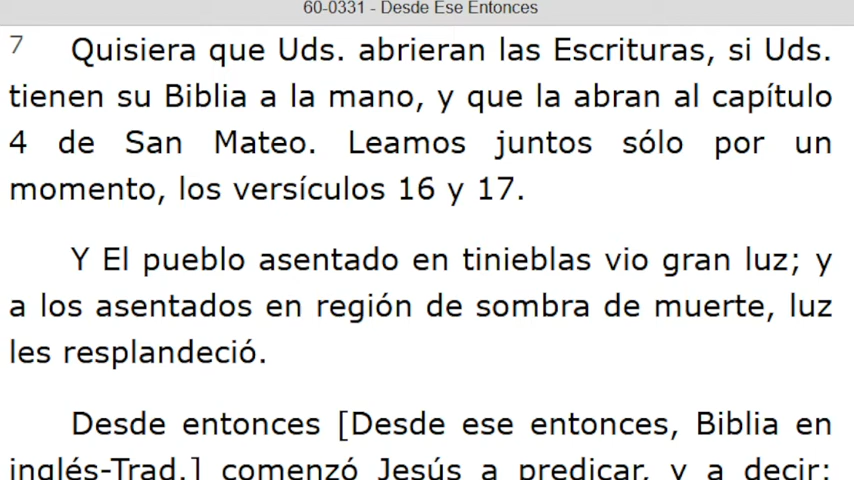 60-0331 - Desde Ese Entonces
7 Quisiera que Uds. abrieran las Escrituras, si Uds.
tienen su Biblia a la mano, y que la abran al capítulo
4 de San Mateo. Leamos juntos sólo por un
momento, los versículos 16 y 17.
Y El pueblo asentado en tinieblas vio gran luz; y
a los asentados en región de sombra de muerte, luz
les resplandeció.
Desde entonces [Desde ese entonces, Biblia en
inglés-Trad.] comenzó Jesús a predicar, y a decir: